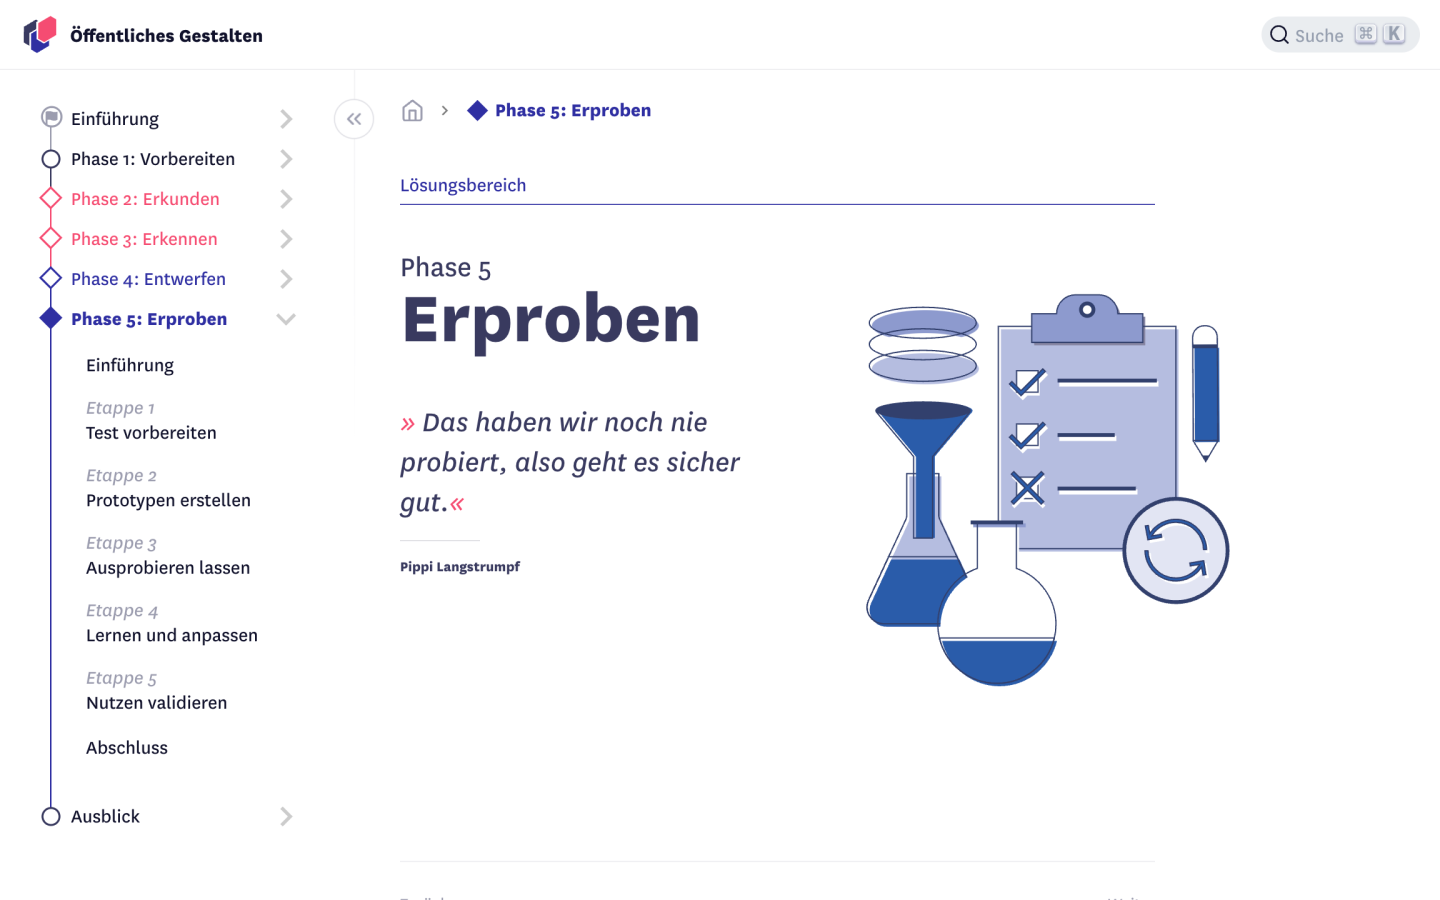 Öffentliches Gestalten
Suche ⌘ K
Einführung
Phase 1: Vorbereiten
Phase 2: Erkunden
Phase 3: Erkennen
Phase 4: Entwerfen
Phase 5: Erproben
Einführung
Etappe 1
Test vorbereiten
Etappe 2
Prototypen erstellen
Etappe 3
Ausprobieren lassen
Etappe 4
Lernen und anpassen
Etappe 5
Nutzen validieren
Abschluss
Ausblick
Phase 5: Erproben
Lösungsbereich
Phase 5
Erproben
» Das haben wir noch nie
probiert, also geht es sicher
gut.«
Pippi Langstrumpf